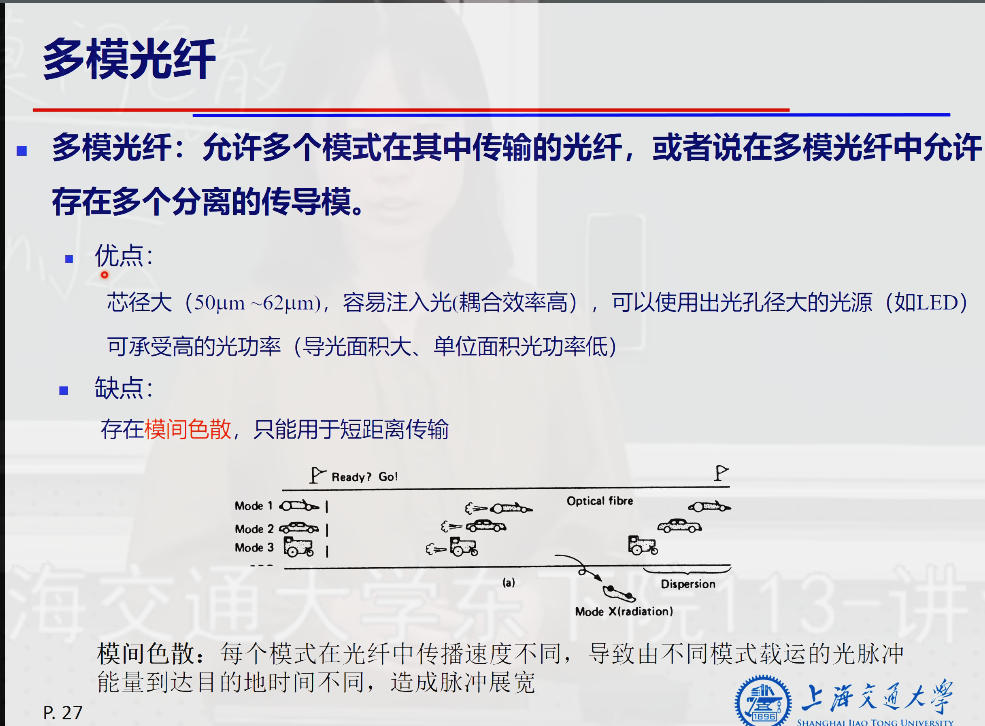 多模光纤
多模光纤：允许多个模式在其中传输的光纤，或者说在多模光纤中允许
存在多个分离的传导模。
优点：
芯径大（50μm ~62μm)，容易注入光(耦合效率高），可以使用出光孔径大的光源（如LED）
可承受高的光功率（导光面积大、单位面积光功率低）
缺点：
存在模间色散，只能用于短距离传输
Ready? Go!
Mode 1
Optical fibre
Mode 2
Mode 3
(a)
Dispersion
Mode X(radiation)
海交通大学东下院113-讲
模间色散：每个模式在光纤中传播速度不同，导致由不同模式载运的光脉冲
能量到达目的地时间不同，造成脉冲展宽
1896
上海交通大学
SHANGHAI JIAO TONG UNIVERSITY
P. 27